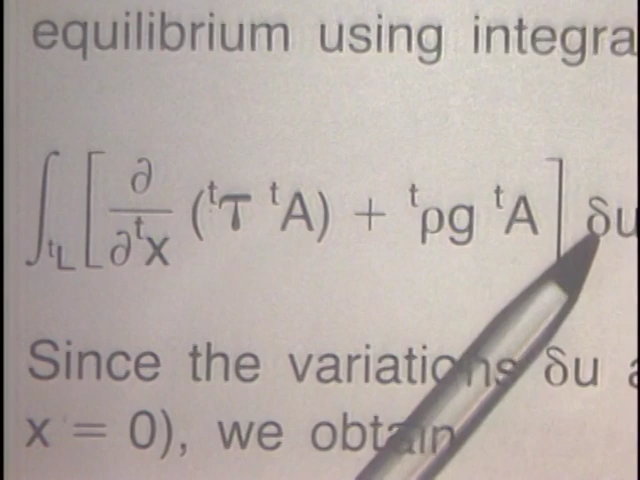 equilibrium using integra
∫ᵗL [ ∂/∂ᵗx (ᵗτ ᵗA) + ᵗρg ᵗA ] δu
Since the variations δu a
x = 0), we obtain